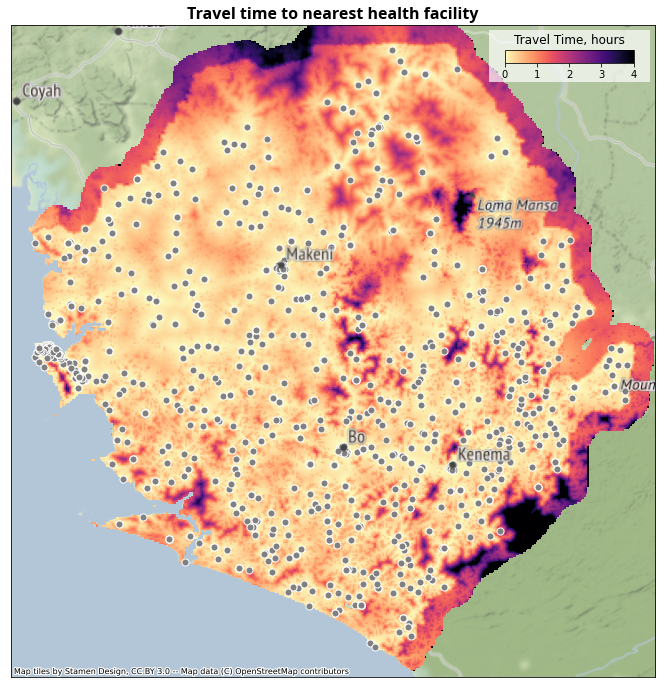 Travel time to nearest health facility
Travel Time, hours
0 1 2 3 4
Coyah
Loma Mansa
1945m
Makeni
Moun
Bo
Kenema
Map tiles by Stamen Design, CC BY 3.0 -- Map data (C) OpenStreetMap contributors